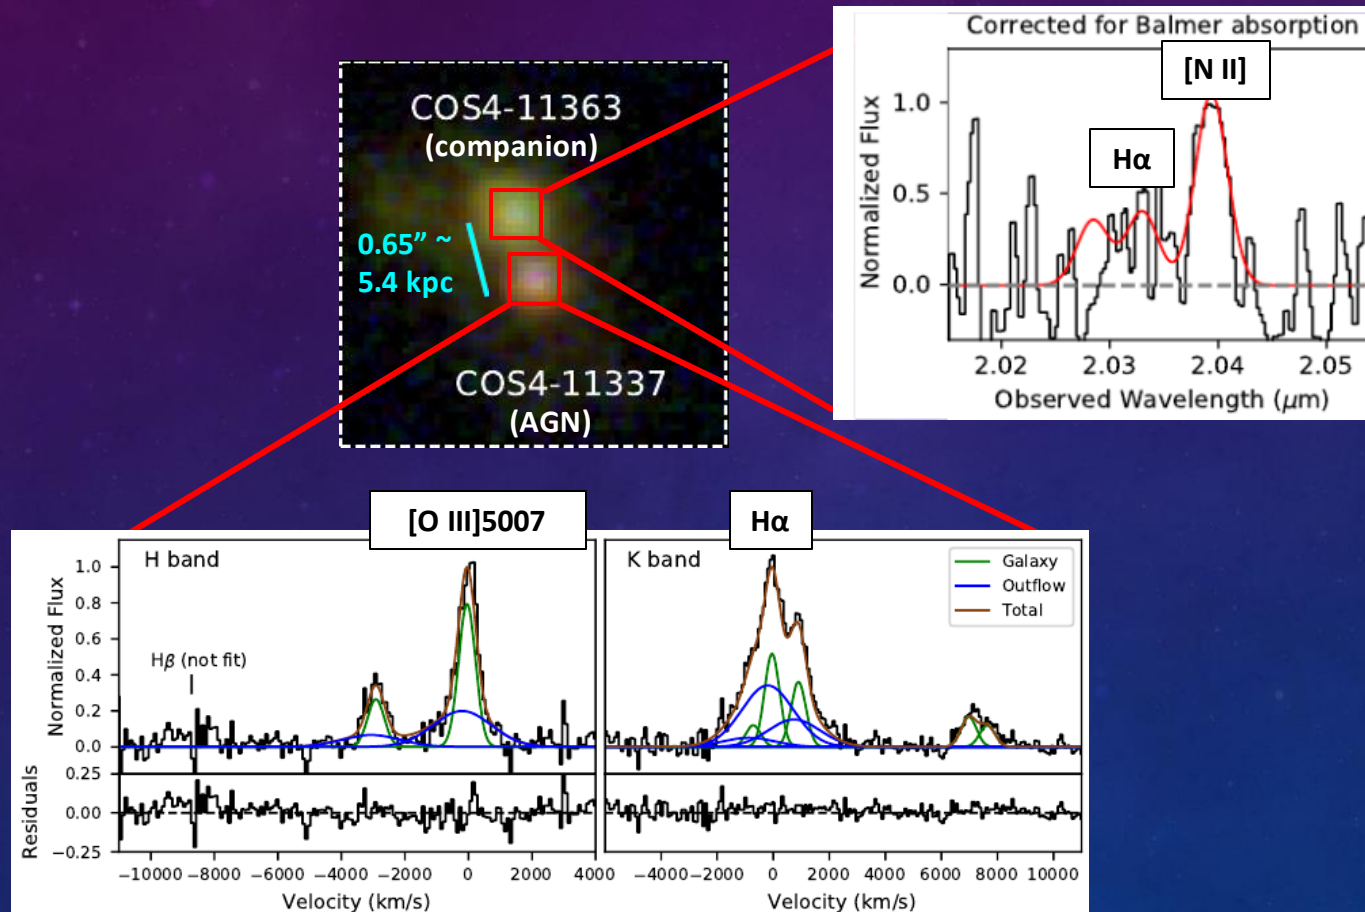 COS4-11363
(companion)
0.65” ~
5.4 kpc
COS4-11337
(AGN)
Corrected for Balmer absorption
[N II]
Hα
Normalized Flux
1.0
0.5
0.0
2.02 2.03 2.04 2.05
Observed Wavelength (μm)
[O III]5007
Hα
H band
K band
Galaxy
Outflow
Total
Hβ (not fit)
Normalized Flux
1.0
0.8
0.6
0.4
0.2
0.0
Residuals
0.25
0.00
−0.25
−10000 −8000 −6000 −4000 −2000 0 2000 4000
Velocity (km/s)
−4000 −2000 0 2000 4000 6000 8000 10000
Velocity (km/s)